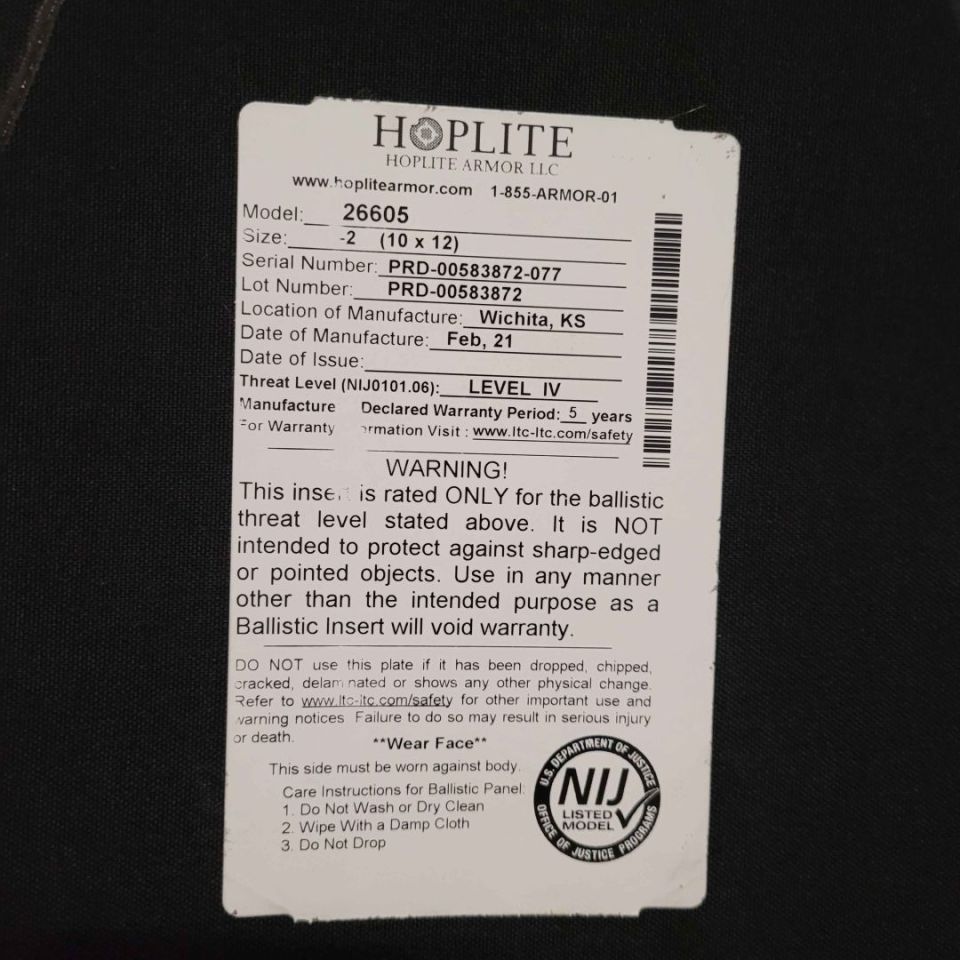 HOPLITE
HOPLITE ARMOR LLC
www.hoplitearmor.com 1-855-ARMOR-01
Model: 26605
Size: -2 (10 x 12)
Serial Number: PRD-00583872-077
Lot Number: PRD-00583872
Location of Manufacture: Wichita, KS
Date of Manufacture: Feb, 21
Date of Issue:
Threat Level (NIJ0101.06): LEVEL IV
Manufacture Declared Warranty Period: 5 years
For Warranty rmation Visit : www.ltc-ltc.com/safety
WARNING!
This inse is rated ONLY for the ballistic
threat level stated above. It is NOT
intended to protect against sharp-edged
or pointed objects. Use in any manner
other than the intended purpose as a
Ballistic Insert will void warranty.
DO NOT use this plate if it has been dropped, chipped,
cracked, delaminated or shows any other physical change.
Refer to www.ltc-itc.com/safety for other important use and
warning notices Failure to do so may result in serious injury
or death.
**Wear Face**
This side must be worn against body.
Care Instructions for Ballistic Panel:
1. Do Not Wash or Dry Clean
2. Wipe With a Damp Cloth
3. Do Not Drop
U.S. DEPARTMENT OF JUSTICE
NIJ
LISTED
MODEL
OFFICE OF JUSTICE PROGRAMS